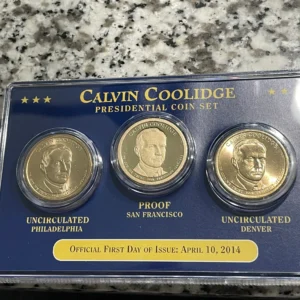 CALVIN COOLIDGE
PRESIDENTIAL COIN SET
PROOF
SAN FRANCISCO
UNCIRCULATED
PHILADELPHIA
UNCIRCULATED
DENVER
OFFICIAL FIRST DAY OF ISSUE: APRIL 10, 2014